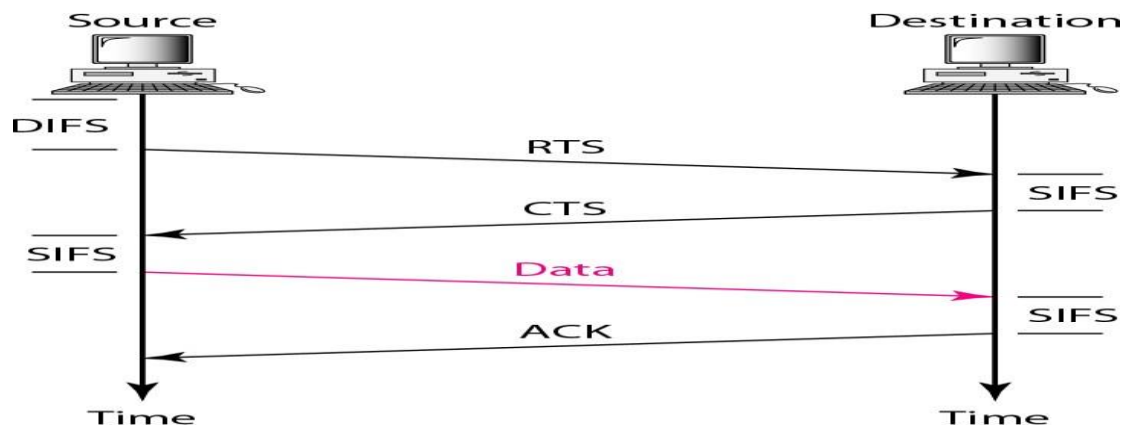 Source
Destination
DIFS
RTS
SIFS
CTS
SIFS
Data
SIFS
ACK
Time
Time